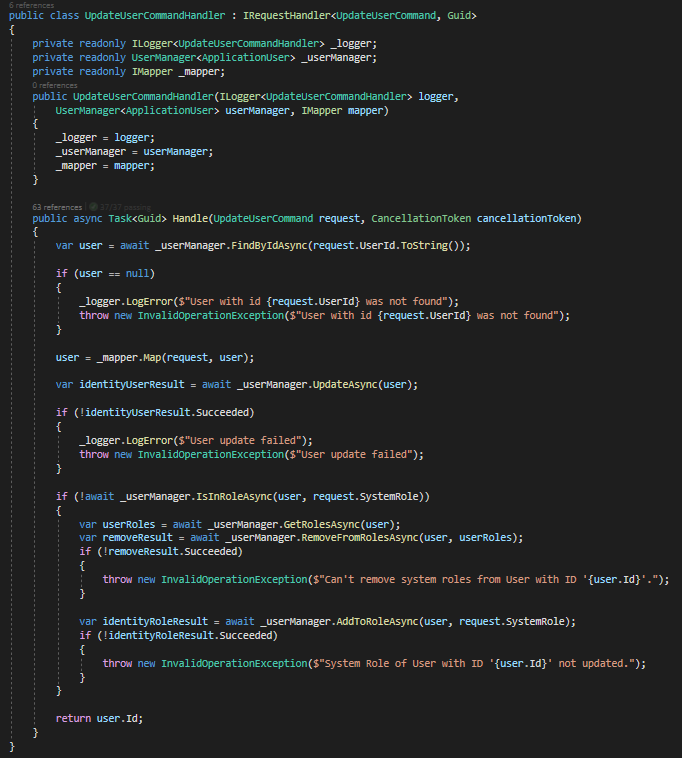 6 references
public class UpdateUserCommandHandler : IRequestHandler<UpdateUserCommand, Guid>
{
    private readonly ILogger<UpdateUserCommandHandler> _logger;
    private readonly UserManager<ApplicationUser> _userManager;
    private readonly IMapper _mapper;
    0 references
    public UpdateUserCommandHandler(ILogger<UpdateUserCommandHandler> logger,
        UserManager<ApplicationUser> userManager, IMapper mapper)
    {
        _logger = logger;
        _userManager = userManager;
        _mapper = mapper;
    }

    63 references | 37/37 passing
    public async Task<Guid> Handle(UpdateUserCommand request, CancellationToken cancellationToken)
    {
        var user = await _userManager.FindByIdAsync(request.UserId.ToString());

        if (user == null)
        {
            _logger.LogError($"User with id {request.UserId} was not found");
            throw new InvalidOperationException($"User with id {request.UserId} was not found");
        }

        user = _mapper.Map(request, user);

        var identityUserResult = await _userManager.UpdateAsync(user);

        if (!identityUserResult.Succeeded)
        {
            _logger.LogError($"User update failed");
            throw new InvalidOperationException($"User update failed");
        }

        if (!await _userManager.IsInRoleAsync(user, request.SystemRole))
        {
            var userRoles = await _userManager.GetRolesAsync(user);
            var removeResult = await _userManager.RemoveFromRolesAsync(user, userRoles);
            if (!removeResult.Succeeded)
            {
                throw new InvalidOperationException($"Can't remove system roles from User with ID '{user.Id}'.");
            }

            var identityRoleResult = await _userManager.AddToRoleAsync(user, request.SystemRole);
            if (!identityRoleResult.Succeeded)
            {
                throw new InvalidOperationException($"System Role of User with ID '{user.Id}' not updated.");
            }
        }

        return user.Id;
    }
}